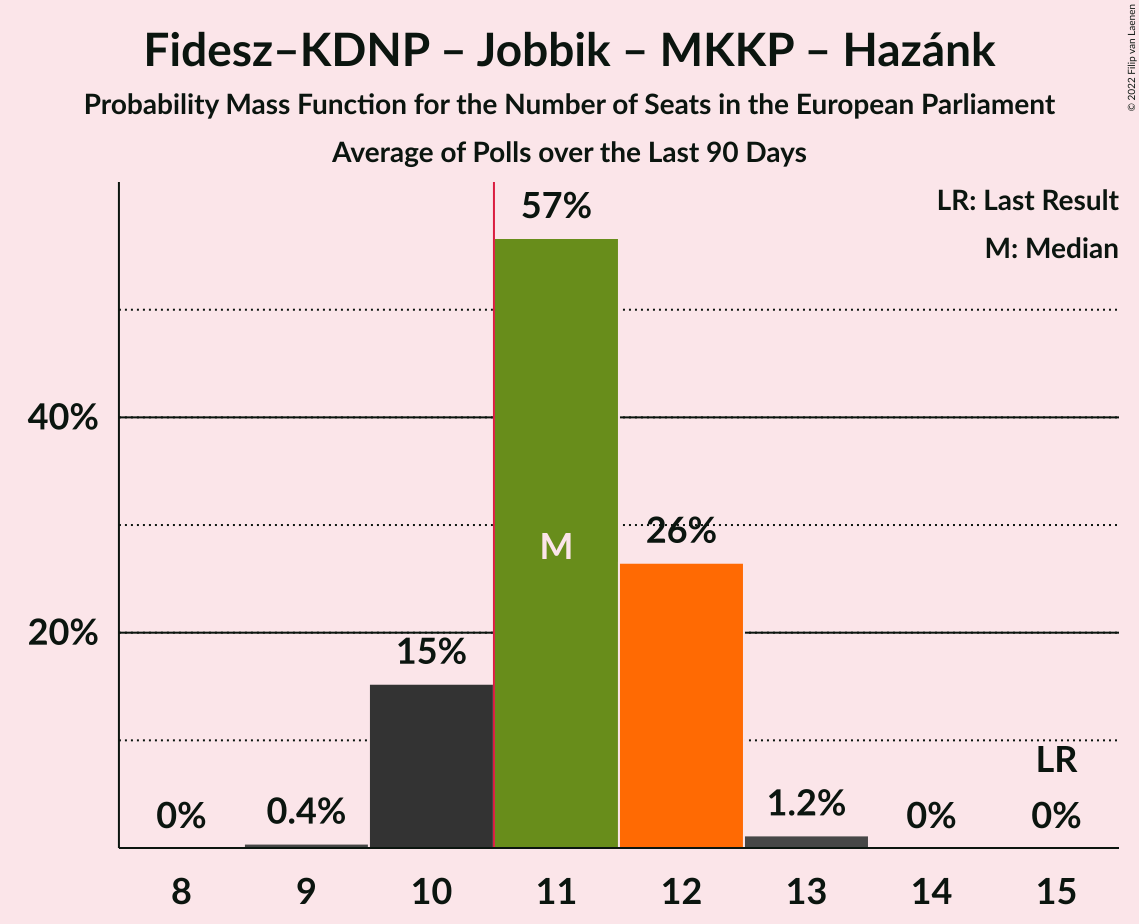 Fidesz–KDNP – Jobbik – MKKP – Hazánk
Probability Mass Function for the Number of Seats in the European Parliament
Average of Polls over the Last 90 Days
© 2022 Filip van Laenen
LR: Last Result
M: Median
57%
40%
M
26%
20%
15%
LR
0%
0.4%
1.2%
0%
0%
8
9
10
11
12
13
14
15